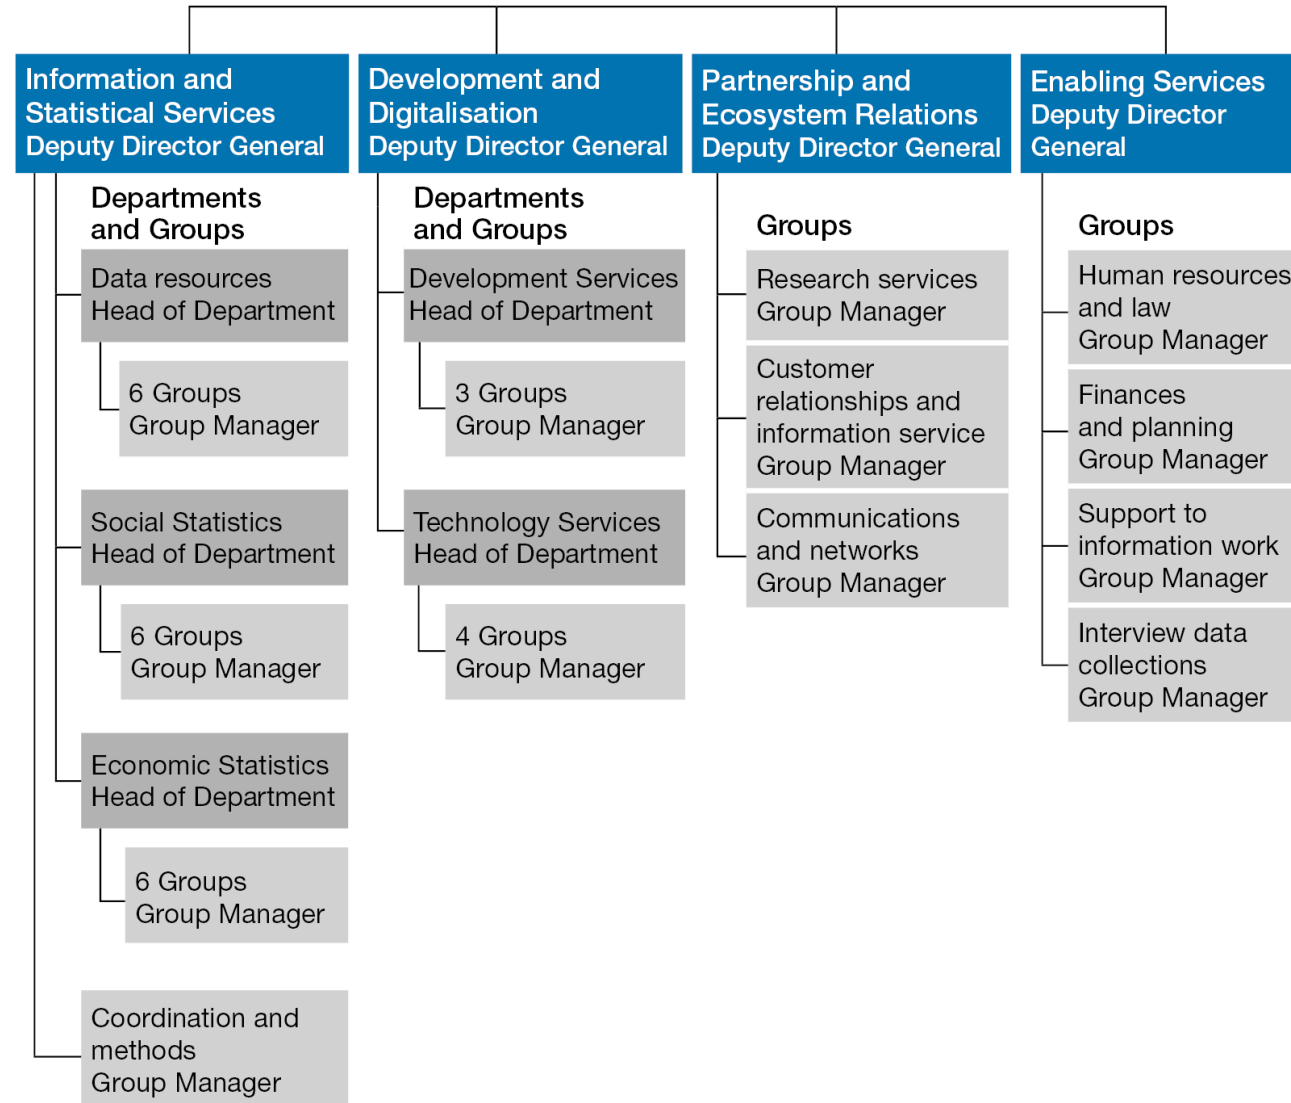 Information and
Statistical Services
Deputy Director General
Departments
and Groups
Data resources
Head of Department
6 Groups
Group Manager
Social Statistics
Head of Department
6 Groups
Group Manager
Economic Statistics
Head of Department
6 Groups
Group Manager
Coordination and
methods
Group Manager
Development and
Digitalisation
Deputy Director General
Departments
and Groups
Development Services
Head of Department
3 Groups
Group Manager
Technology Services
Head of Department
4 Groups
Group Manager
Partnership and
Ecosystem Relations
Deputy Director General
Groups
Research services
Group Manager
Customer
relationships and
information service
Group Manager
Communications
and networks
Group Manager
Enabling Services
Deputy Director
General
Groups
Human resources
and law
Group Manager
Finances
and planning
Group Manager
Support to
information work
Group Manager
Interview data
collections
Group Manager